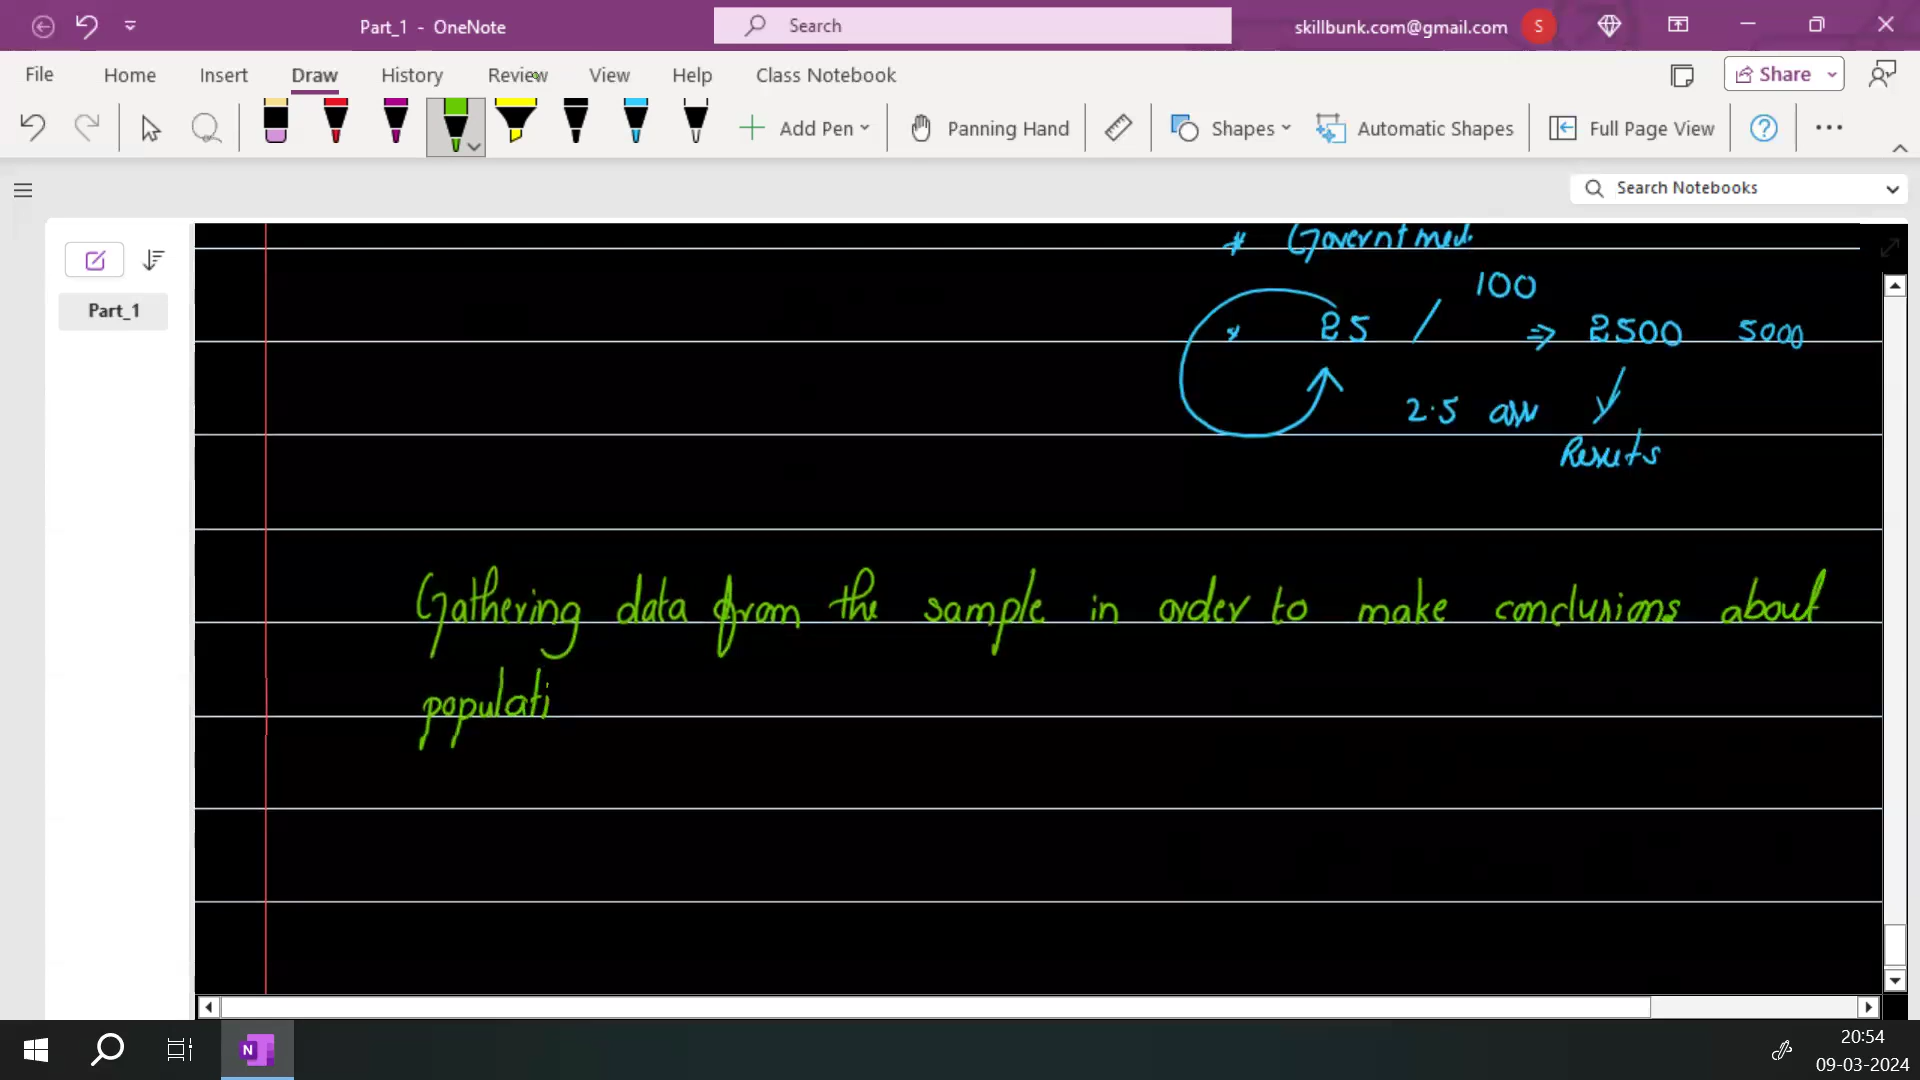 Part_1 - OneNote
Search
skillbunk.com@gmail.com
S
File Home Insert Draw History Review View Help Class Notebook
Share
Add Pen
Panning Hand
Shapes
Automatic Shapes
Full Page View
Search Notebooks
Part_1
* Governt med.
100
* 25 / ⇒ 2500 5000
2.5
Results
Gathering data from the sample in order to make conclusions about
populati
N
20:54
09-03-2024